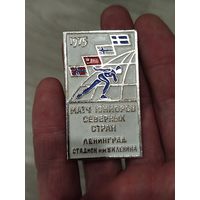 1975
МАТЧ ЮНИОРОВ
СЕВЕРНЫХ
СТРАН
ЛЕНИНГРАД
СТАДИОН ИМ В.И.ЛЕНИНА